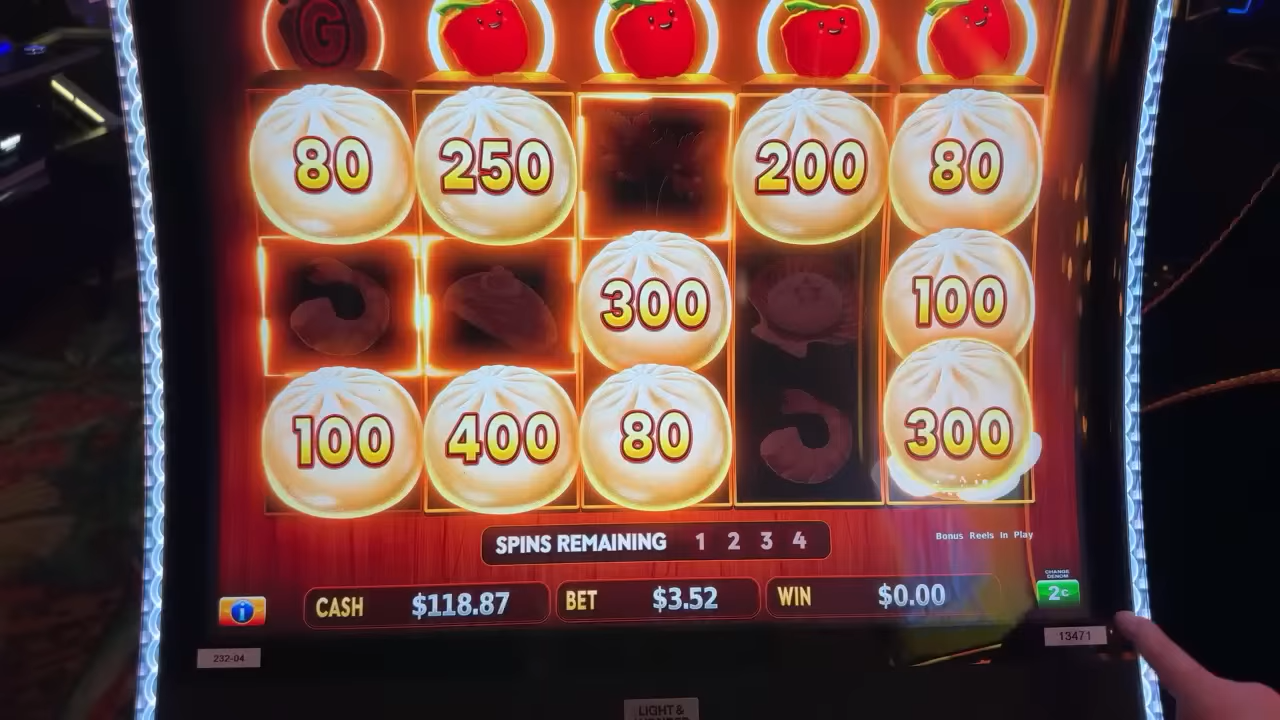 G
80 250 200 80
300 100
100 400 80 300
SPINS REMAINING 1 2 3 4
Bonus Reels In Play
CASH $118.87 BET $3.52 WIN $0.00
CHANGE
DENOM
2¢
13471
232-04
LIGHT &